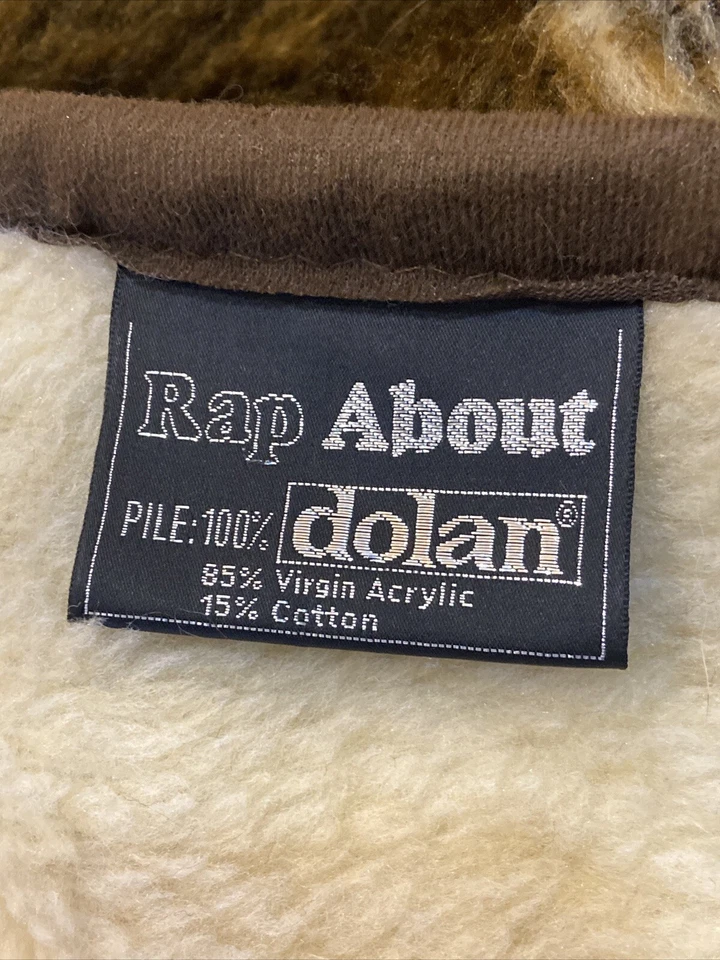 Rap About
PILE: 100% dolan®
85% Virgin Acrylic
15% Cotton